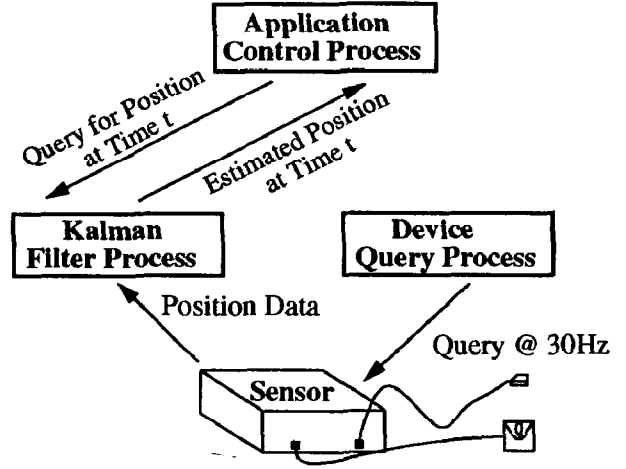 Application
Control Process
Query for Position
at Time t
Estimated Position
at Time t
Kalman
Filter Process
Device
Query Process
Position Data
Query @ 30Hz
Sensor